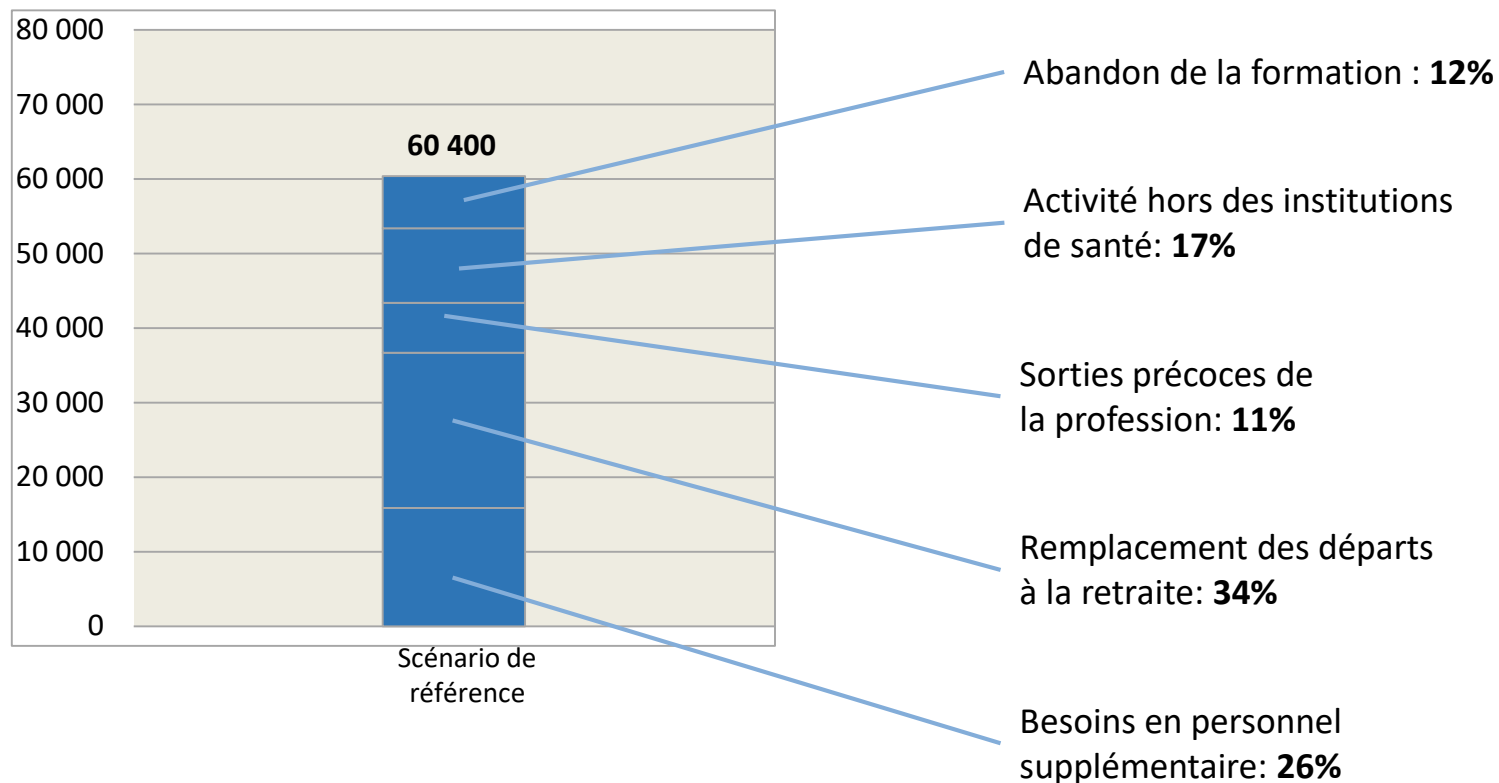 80 000
70 000
60 000
50 000
40 000
30 000
20 000
10 000
0
60 400
Scénario de
référence
Abandon de la formation : 12%
Activité hors des institutions
de santé: 17%
Sorties précoces de
la profession: 11%
Remplacement des départs
à la retraite: 34%
Besoins en personnel
supplémentaire: 26%